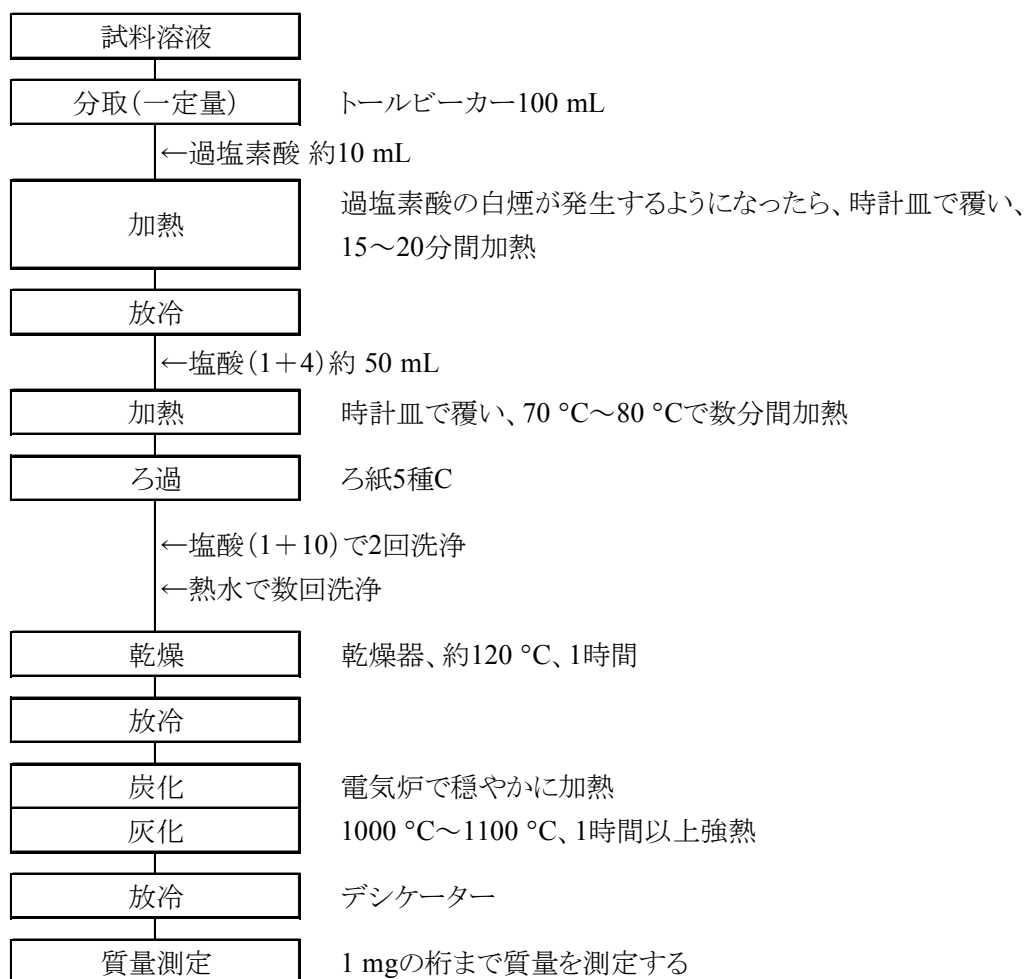 試料溶液
分取(一定量) トールビーカー100 mL
←過塩素酸 約10 mL
加熱 過塩素酸の白煙が発生するようになったら、時計皿で覆い、
15～20分間加熱
放冷
←塩酸(1+4)約 50 mL
加熱 時計皿で覆い、70 °C～80 °Cで数分間加熱
ろ過 ろ紙5種C
←塩酸(1+10)で2回洗浄
←熱水で数回洗浄
乾燥 乾燥器、約120 °C、1時間
放冷
炭化 電気炉で穏やかに加熱
灰化 1000 °C～1100 °C、1時間以上強熱
放冷 デシケーター
質量測定 1 mgの桁まで質量を測定する